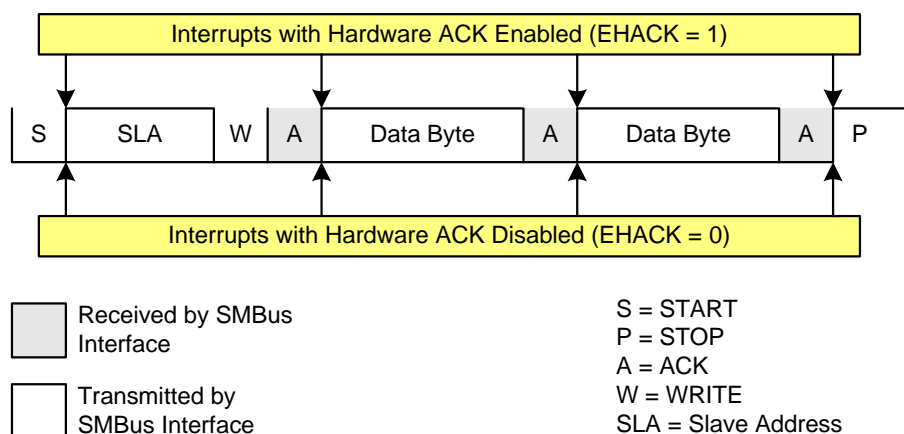 Interrupts with Hardware ACK Enabled (EHACK = 1)
S SLA W A Data Byte A Data Byte A P
Interrupts with Hardware ACK Disabled (EHACK = 0)
Received by SMBus
Interface
Transmitted by
SMBus Interface
S = START
P = STOP
A = ACK
W = WRITE
SLA = Slave Address